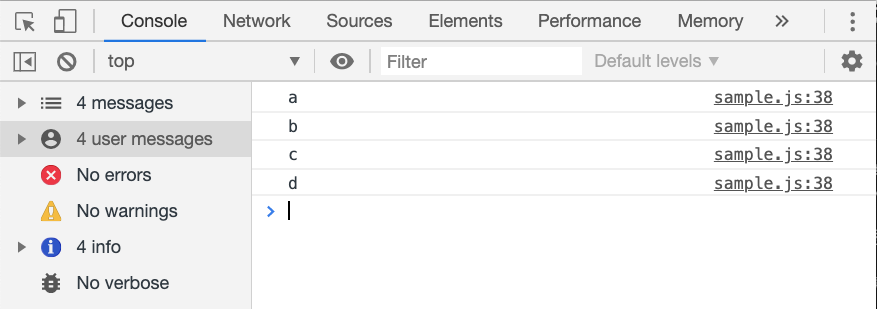 Console Network Sources Elements Performance Memory »
top Filter Default levels
4 messages
4 user messages
No errors
No warnings
4 info
No verbose
a sample.js:38
b sample.js:38
c sample.js:38
d sample.js:38